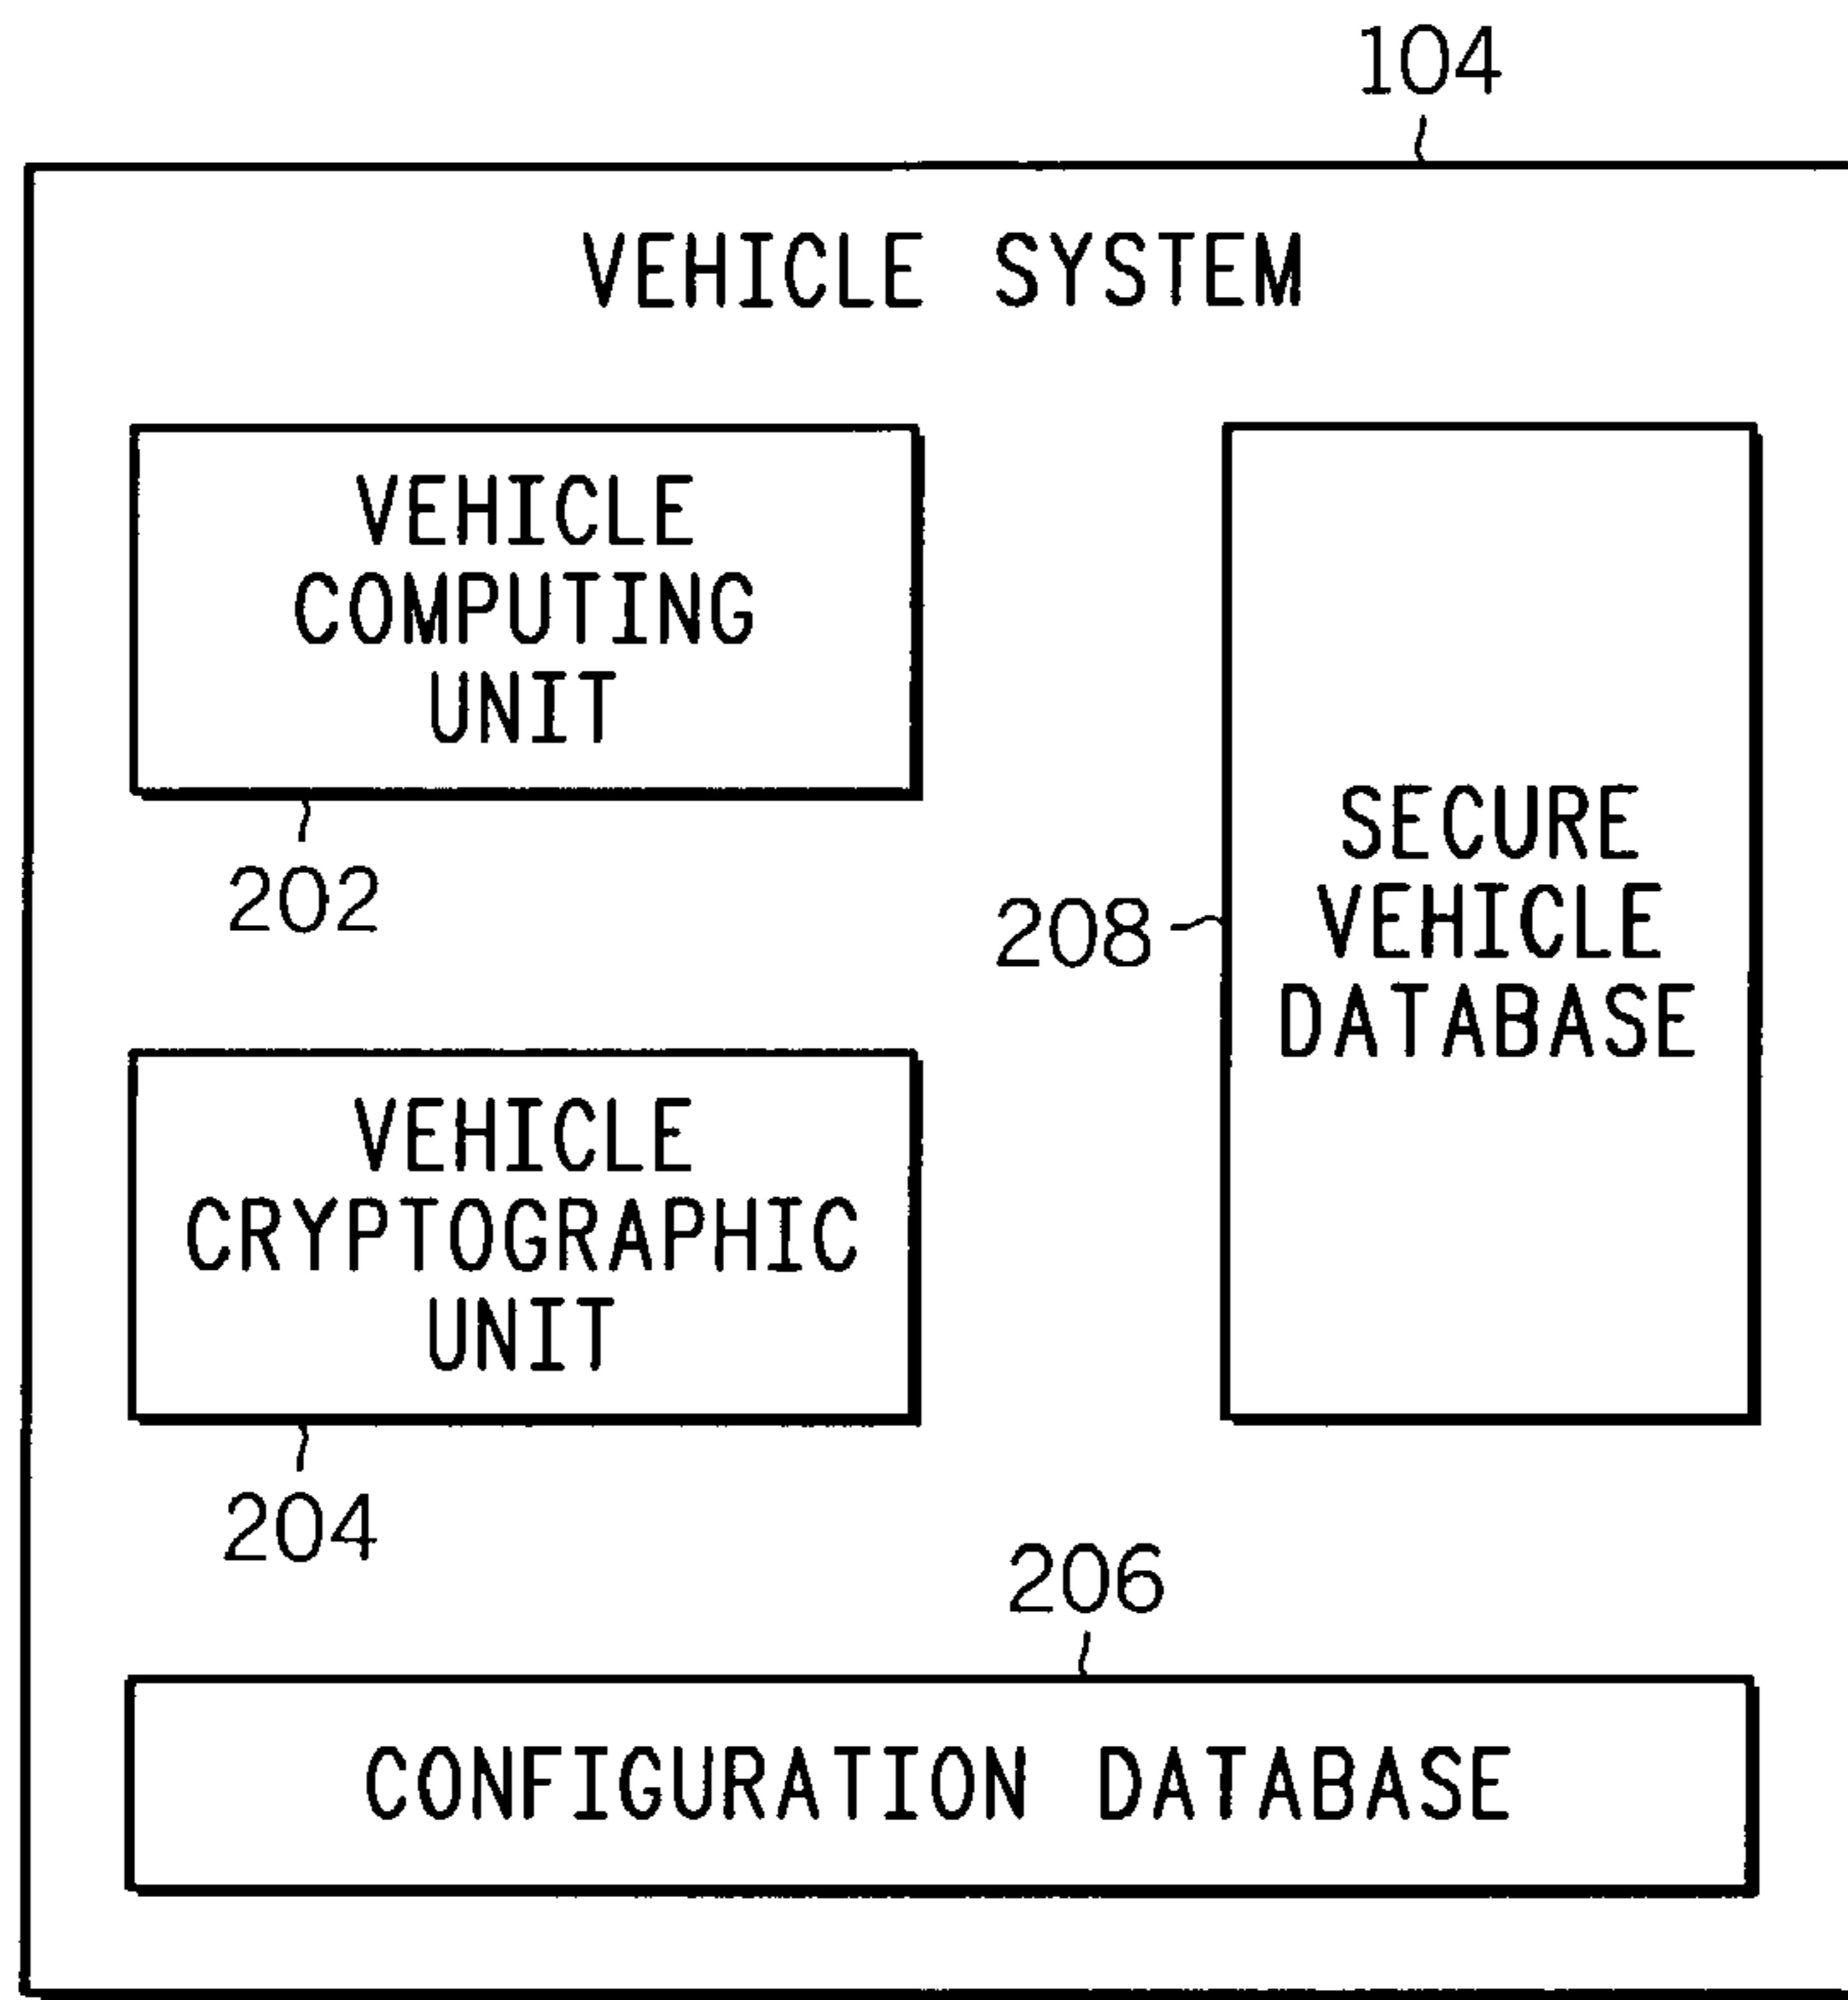 104
VEHICLE SYSTEM
VEHICLE
COMPUTING
UNIT
202
SECURE
VEHICLE
DATABASE
208
VEHICLE
CRYPTOGRAPHIC
UNIT
204
206
CONFIGURATION DATABASE